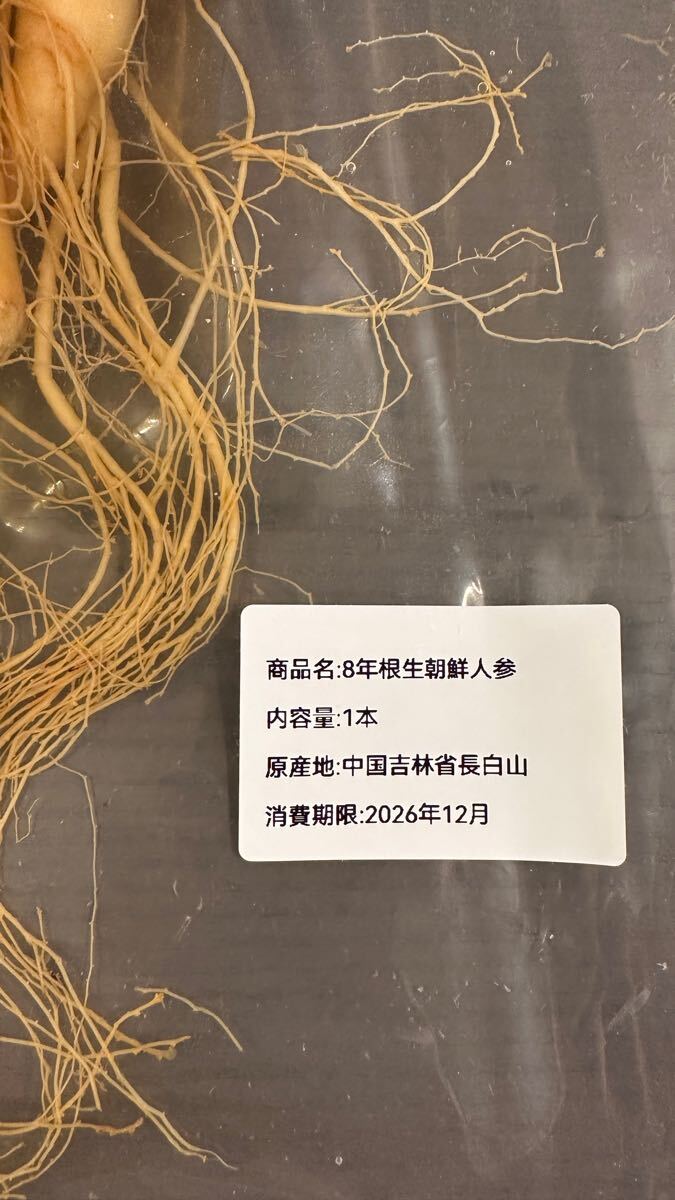 商品名:8年根生朝鮮人参
内容量:1本
原産地:中国吉林省長白山
消費期限:2026年12月